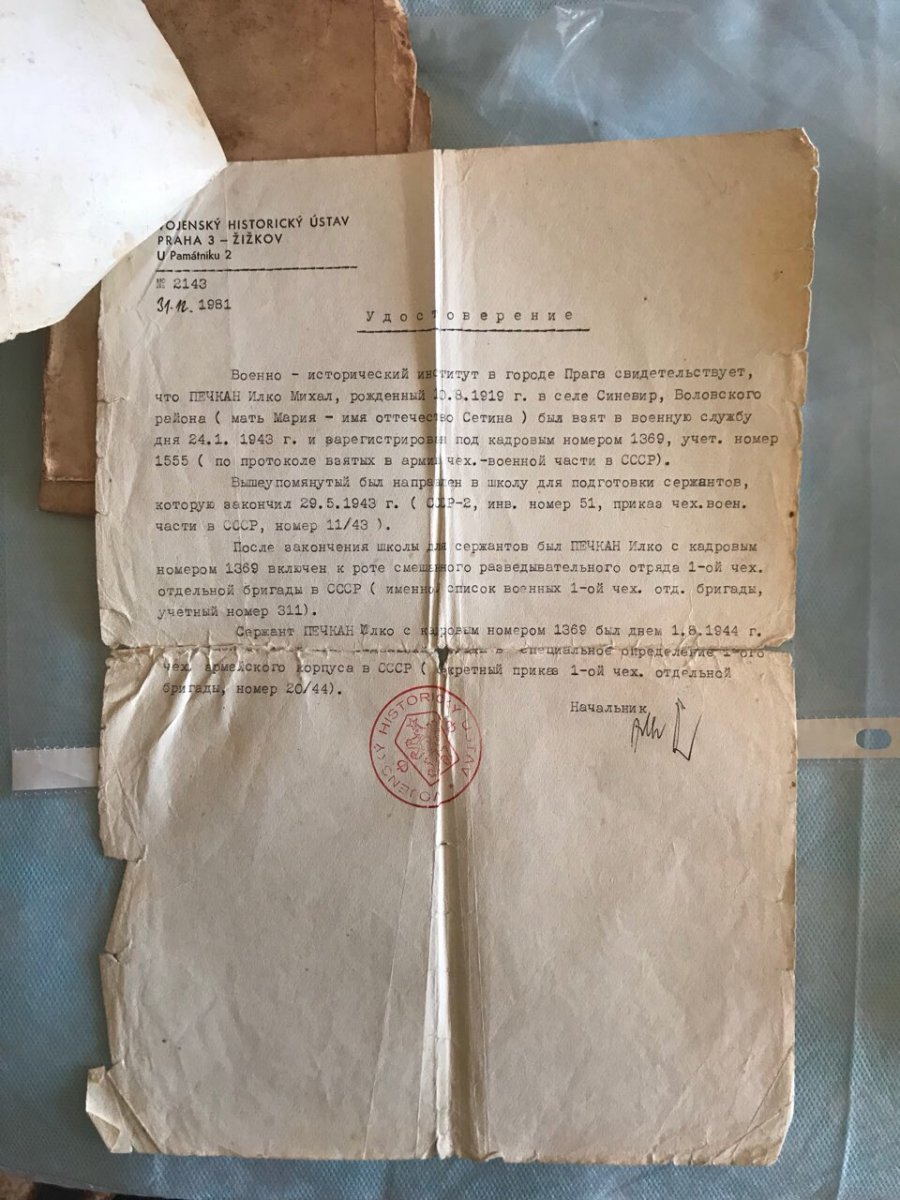 VOJENSKÝ HISTORICKÝ ÚSTAV
PRAHA 3 – ŽIŽKOV
U Památníku 2
№ 2143
31.12. 1981
Удостоверение
Военно - исторический институт в городе Прага свидетельствует,
что ПЕЧКАН Илко Михал, рожденный 10.8.1919 г. в селе Синевир, Воловского
района ( мать Мария - имя оттечество Сетина ) был взят в военную службу
дня 24.1. 1943 г. и зарегистрирован под кадровым номером 1369, учет. номер
1555 ( по протоколе взятых в армии чех.-военной части в СССР).
Вышеупомянутый был направлен в школу для подготовки сержантов,
которую закончил 29.5.1943 г. ( инв. номер 51, приказ чех.воен.
части в СССР, номер 11/43 ).
После закончения школы для сержантов был ПЕЧКАН Илко с кадровым
номером 1369 включен к роте смешаного разведывательного отряда 1-ой чех.
отдельной бригады в СССР ( именной список военных 1-ой чех. отд. бригады,
учетный номер 311).
Сержант ПЕЧКАН Илко с кадровым номером 1369 был двем 1.8.1944 г.
в специальное определение 1-ого
чех. армейского корпуса в СССР ( секретный приказ 1-ой чех. отдельной
бригады, номер 20/44).
Начальник
VOJENSKÝ HISTORICKÝ ÚSTAV